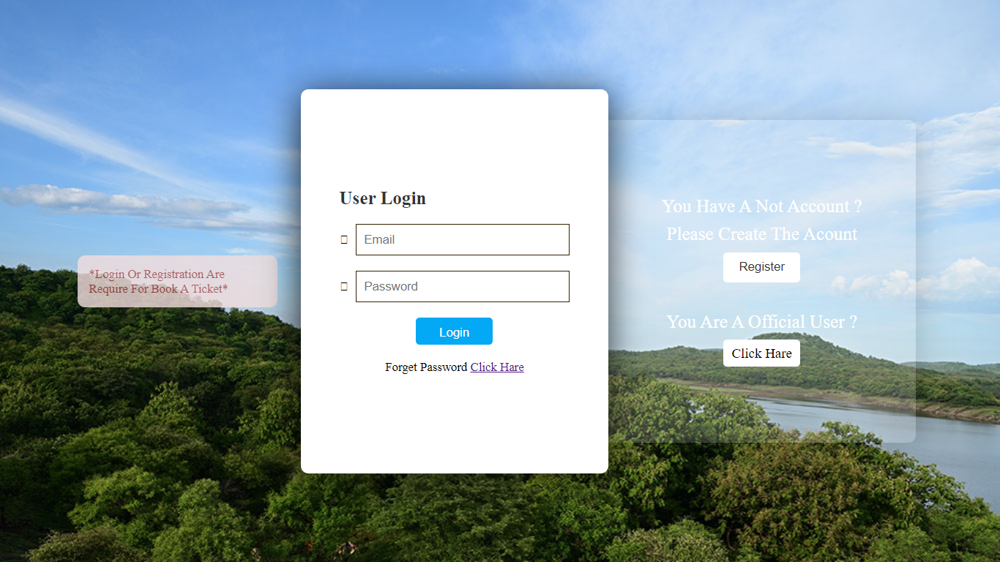 *Login Or Registration Are
Require For Book A Ticket*
User Login
Email
Password
Login
Forget Password Click Hare
You Have A Not Account ?
Please Create The Acount
Register
You Are A Official User ?
Click Hare